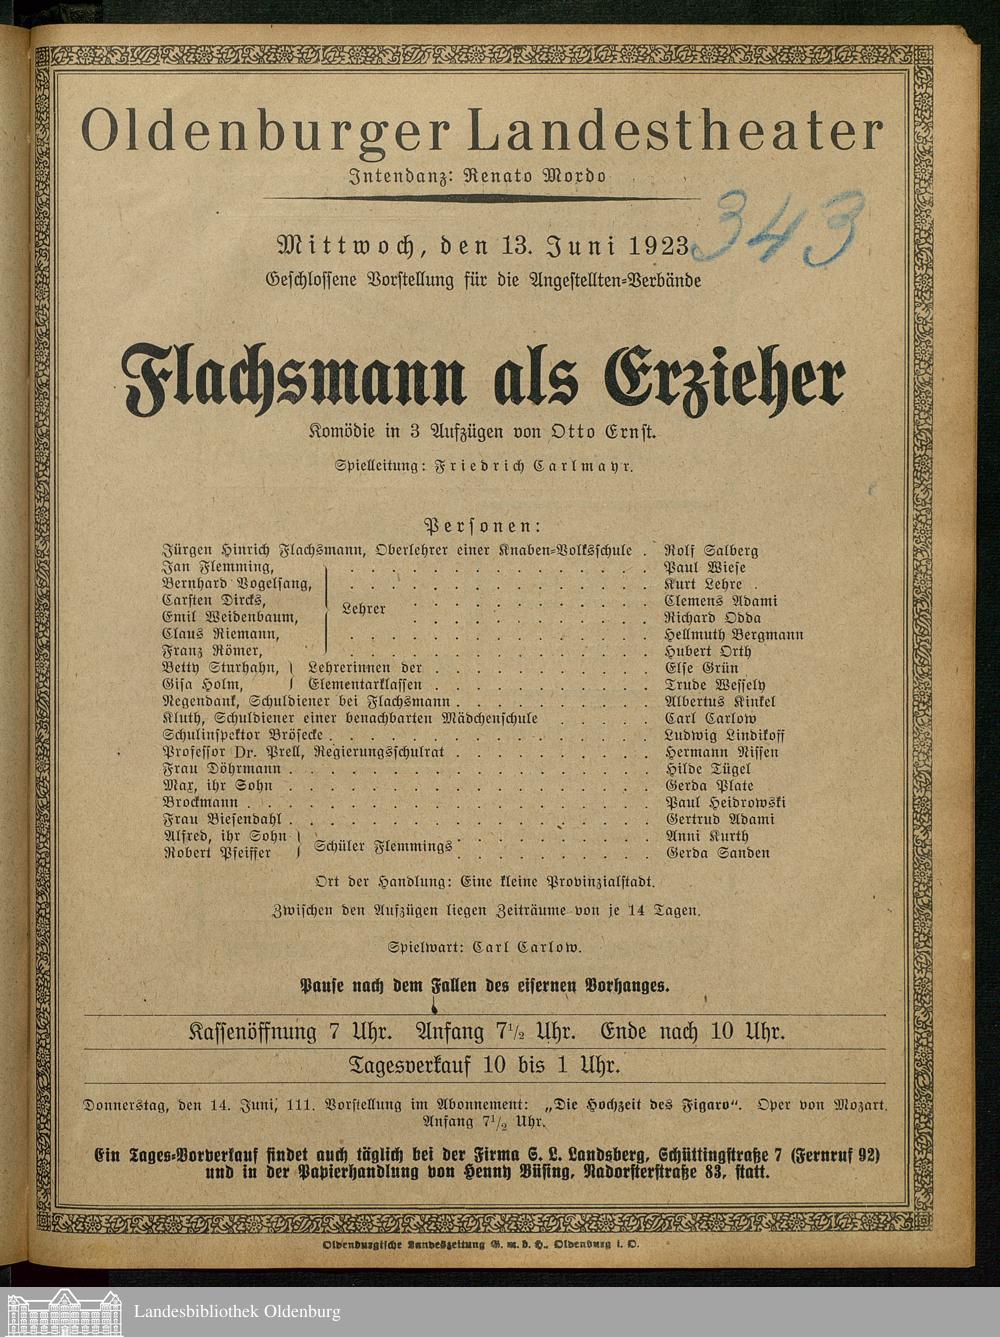 Oldenburger Landestheater
Intendanz: Renato Mordo
343
Mittwoch, den 13. Juni 1923
Geschlossene Vorstellung für die Angestellten-Verbände
Flachsmann als Erzieher
Komödie in 3 Aufzügen von Otto Ernst.
Spielleitung: Friedrich Carlmayr.
Personen:
Jürgen Hinrich Flachsmann, Oberlehrer einer Knaben-Volksschule . Rolf Salberg
Jan Flemming, . . . . . . . . . . . . . . . Paul Wiese
Bernhard Vogelsang, . . . . . . . . . . . . . . . Kurt Lehre
Carsten Dircks, . . . . . . . . . . . . Clemens Adami
Lehrer
Emil Weidenbaum, . . . . . . . . . . . . Richard Odda
Claus Riemann, . . . . . . . . . . . . . . . Hellmuth Bergmann
Franz Römer, . . . . . . . . . . . . . . . Hubert Orth
Betty Sturhahn, } Lehrerinnen der . . . . . . . . . . . Else Grün
Gisa Holm, } Elementarklassen . . . . . . . . . . . Trude Wessely
Negendank, Schuldiener bei Flachsmann . . . . . . . . . . Albertus Kinkel
Kluth, Schuldiener einer benachbarten Mädchenschule . . . . . Carl Carlow
Schulinspektor Brösecke . . . . . . . . . . . . . . . . Ludwig Lindikoff
Professor Dr. Prell, Regierungsschulrat . . . . . . . . . . Hermann Nissen
Frau Döhrmann . . . . . . . . . . . . . . . . . . Hilde Tügel
Max, ihr Sohn . . . . . . . . . . . . . . . . . . Gerda Plate
Brockmann . . . . . . . . . . . . . . . . . . . . Paul Heidrowski
Frau Biesendahl . . . . . . . . . . . . . . . . . . Gertrud Adami
Alfred, ihr Sohn } . . . . . . . . . . Anni Kurth
Schüler Flemmings
Robert Pfeiffer } . . . . . . . . . . Gerda Sanden
Ort der Handlung: Eine kleine Provinzialstadt.
Zwischen den Aufzügen liegen Zeiträume von je 14 Tagen.
Spielwart: Carl Carlow.
Pause nach dem Fallen des eisernen Vorhanges.
Kassenöffnung 7 Uhr. Anfang 7½ Uhr. Ende nach 10 Uhr.
Tagesverkauf 10 bis 1 Uhr.
Donnerstag, den 14. Juni, 111. Vorstellung im Abonnement: „Die Hochzeit des Figaro“. Oper von Mozart.
Anfang 7½ Uhr.
Ein Tages-Vorverkauf findet auch täglich bei der Firma S. L. Landsberg, Schüttingstraße 7 (Fernruf 92)
und in der Papierhandlung von Henny Büsing, Nadorsterstraße 83, statt.
Oldenburgische Landeszeitung G. m. b. H., Oldenburg i. O.
Landesbibliothek Oldenburg